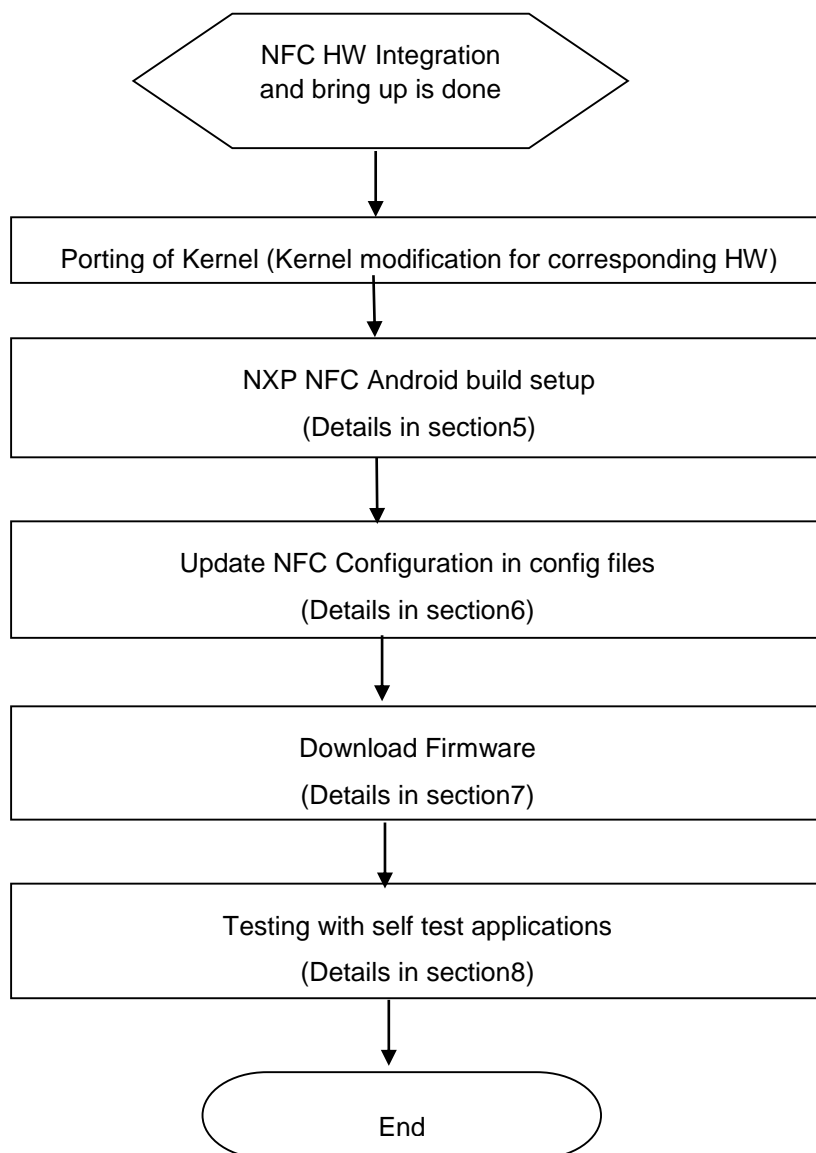 NFC HW Integration
and bring up is done
Porting of Kernel (Kernel modification for corresponding HW)
NXP NFC Android build setup
(Details in section5)
Update NFC Configuration in config files
(Details in section6)
Download Firmware
(Details in section7)
Testing with self test applications
(Details in section8)
End